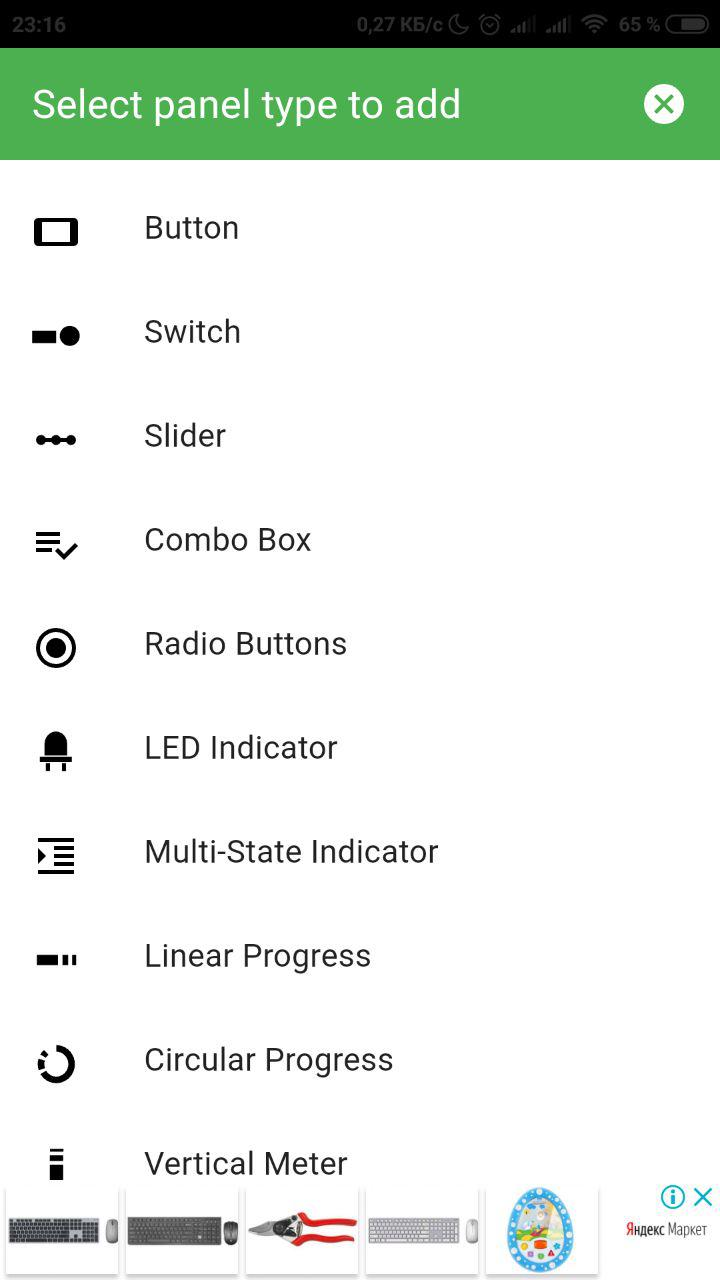 23:16
0,27 КБ/с
65 %
Select panel type to add
Button
Switch
Slider
Combo Box
Radio Buttons
LED Indicator
Multi-State Indicator
Linear Progress
Circular Progress
Vertical Meter
Яндекс Маркет